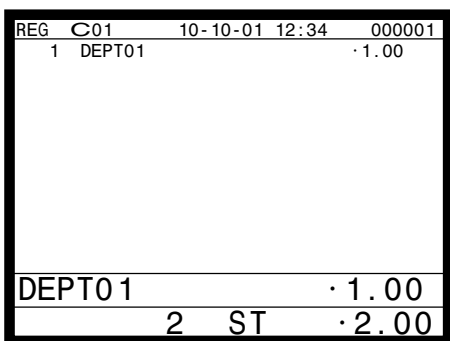 REG C01 10-10-01 12:34 000001
1 DEPT01 ·1.00
DEPT01 ·1.00
2 ST ·2.00